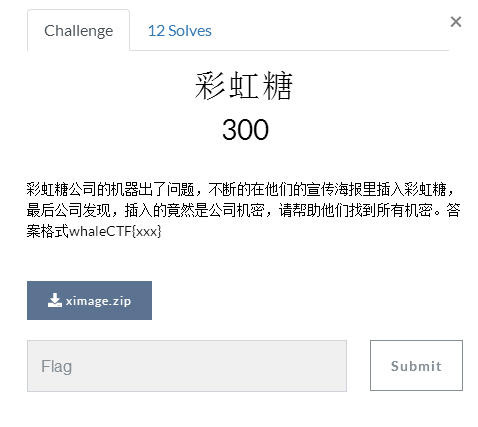 Challenge
12 Solves
×
彩虹糖
300
彩虹糖公司的机器出了问题，不断的在他们的宣传海报里插入彩虹糖，
最后公司发现，插入的竟然是公司机密，请帮助他们找到所有机密。答
案格式whaleCTF{xxx}
ximage.zip
Flag
Submit